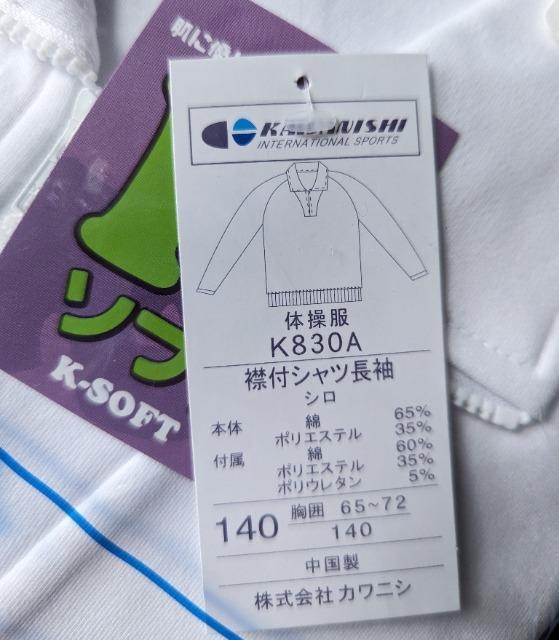 肌に
ソフ
K-SOFT
KAWANISHI
INTERNATIONAL SPORTS
体操服
K830A
襟付シャツ長袖
シロ
本体 綿 65%
ポリエステル 35%
付属 綿 60%
ポリエステル 35%
ポリウレタン 5%
140 胸囲 65~72
140
中国製
株式会社 カワニシ